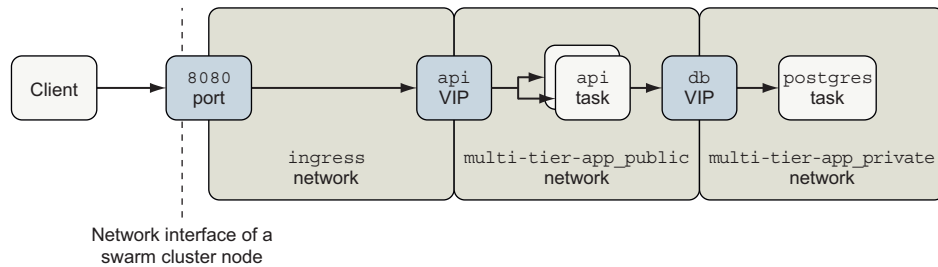 Client
8080
port
api
VIP
api
task
db
VIP
postgres
task
ingress
network
multi-tier-app_public
network
multi-tier-app_private
network
Network interface of a
swarm cluster node